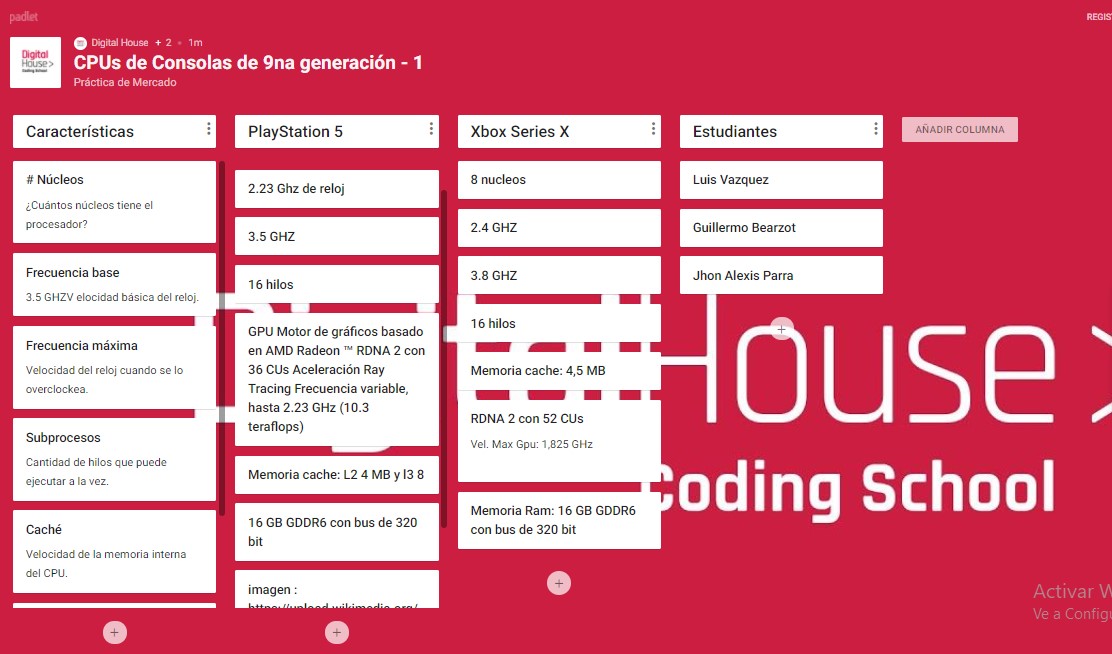 padlet
REGIS
Digital
House>
Coding School
Digital House + 2 • 1m
CPUs de Consolas de 9na generación - 1
Práctica de Mercado
Características
# Núcleos
¿Cuántos núcleos tiene el
procesador?
Frecuencia base
3.5 GHZV elocidad básica del reloj.
Frecuencia máxima
Velocidad del reloj cuando se lo
overclockea.
Subprocesos
Cantidad de hilos que puede
ejecutar a la vez.
Caché
Velocidad de la memoria interna
del CPU.
PlayStation 5
2.23 Ghz de reloj
3.5 GHZ
16 hilos
GPU Motor de gráficos basado
en AMD Radeon ™ RDNA 2 con
36 CUs Aceleración Ray
Tracing Frecuencia variable,
hasta 2.23 GHz (10.3
teraflops)
Memoria cache: L2 4 MB y l3 8
16 GB GDDR6 con bus de 320
bit
imagen :
https://upload.wikimedia.org/
Xbox Series X
8 nucleos
2.4 GHZ
3.8 GHZ
16 hilos
Memoria cache: 4,5 MB
RDNA 2 con 52 CUs
Vel. Max Gpu: 1,825 GHz
Memoria Ram: 16 GB GDDR6
con bus de 320 bit
Estudiantes
Luis Vazquez
Guillermo Bearzot
Jhon Alexis Parra
AÑADIR COLUMNA
House>
Coding School
Activar W
Ve a Configu